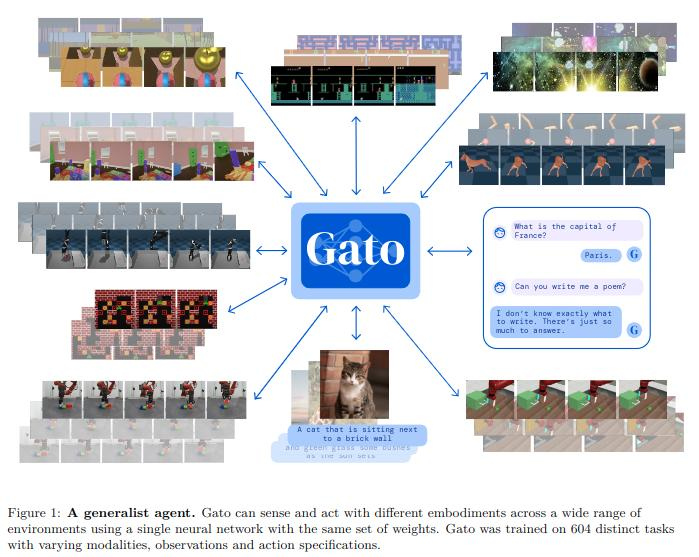 Gato
What is the capital of
France?
Paris.
G
Can you write me a poem?
I don't know exactly what
to write. There's just so
much to answer.
G
A cat that is sitting next
to a brick wall
and green grass some bushes
as the sun sets
Figure 1: A generalist agent. Gato can sense and act with different embodiments across a wide range of
environments using a single neural network with the same set of weights. Gato was trained on 604 distinct tasks
with varying modalities, observations and action specifications.